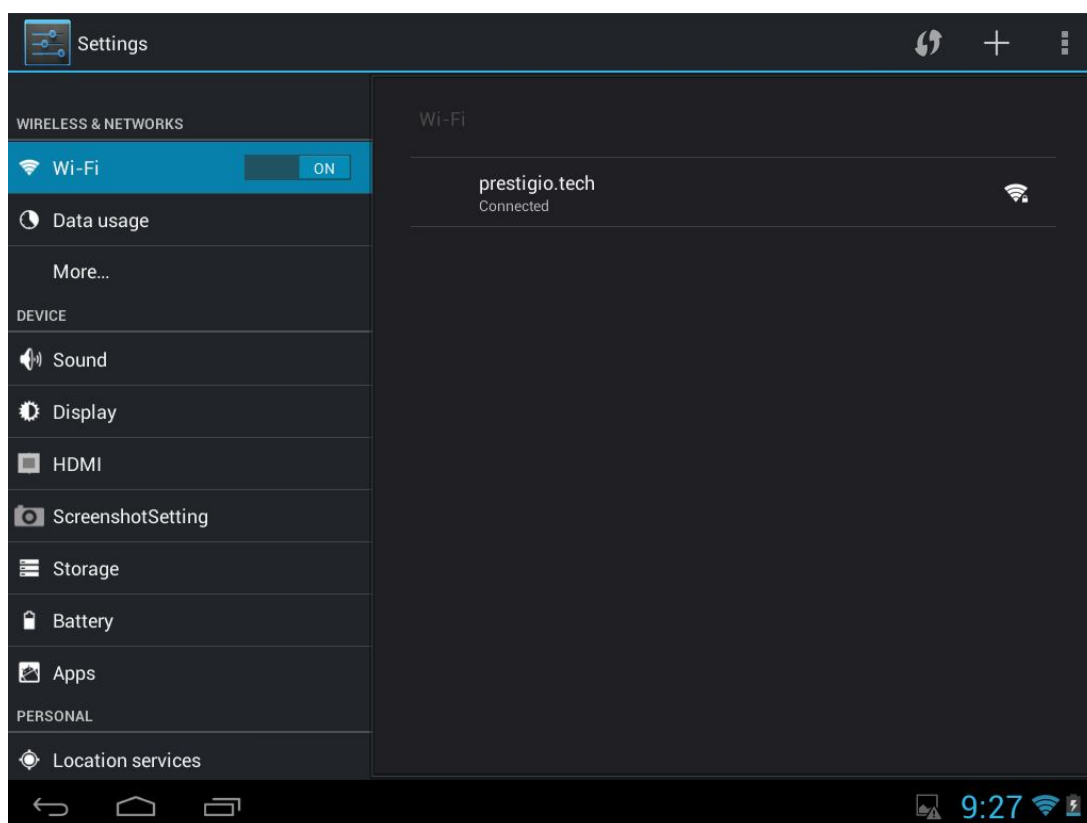 Settings
WIRELESS & NETWORKS
Wi-Fi
ON
Data usage
More...
DEVICE
Sound
Display
HDMI
ScreenshotSetting
Storage
Battery
Apps
PERSONAL
Location services
Wi-Fi
prestigio.tech
Connected
9:27